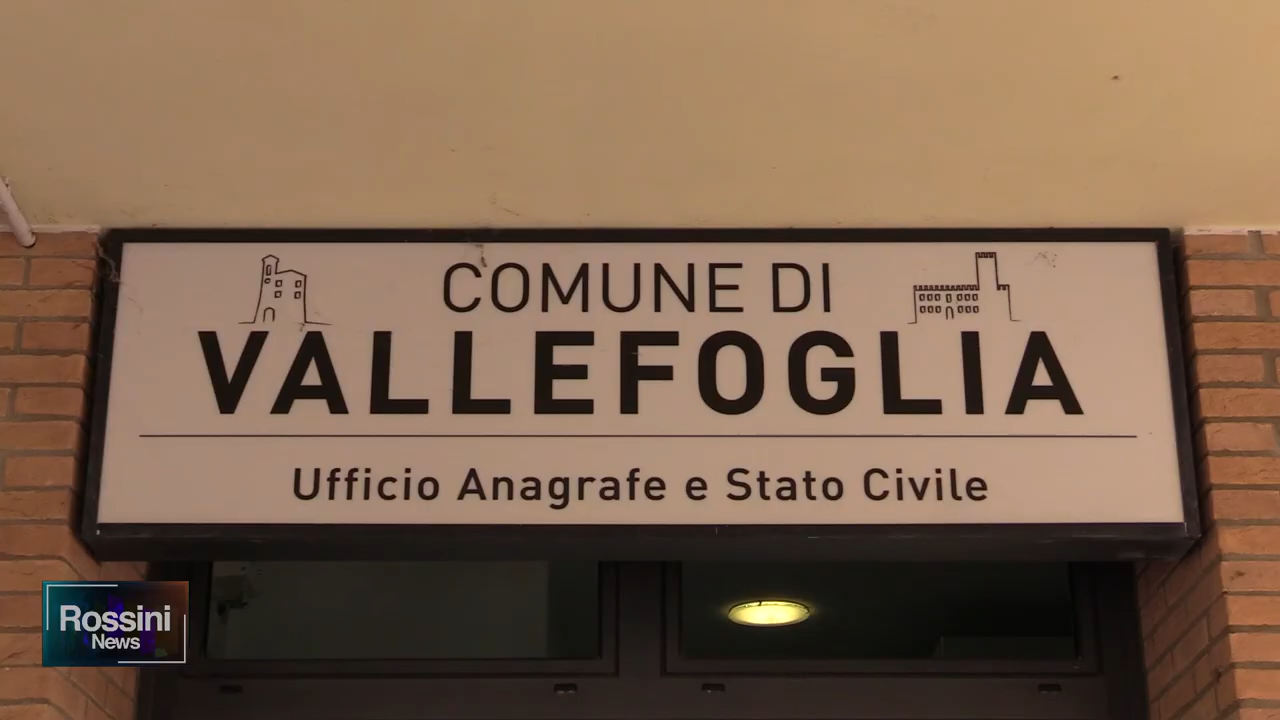 COMUNE DI
VALLEFOGLIA
Ufficio Anagrafe e Stato Civile
Rossini
News